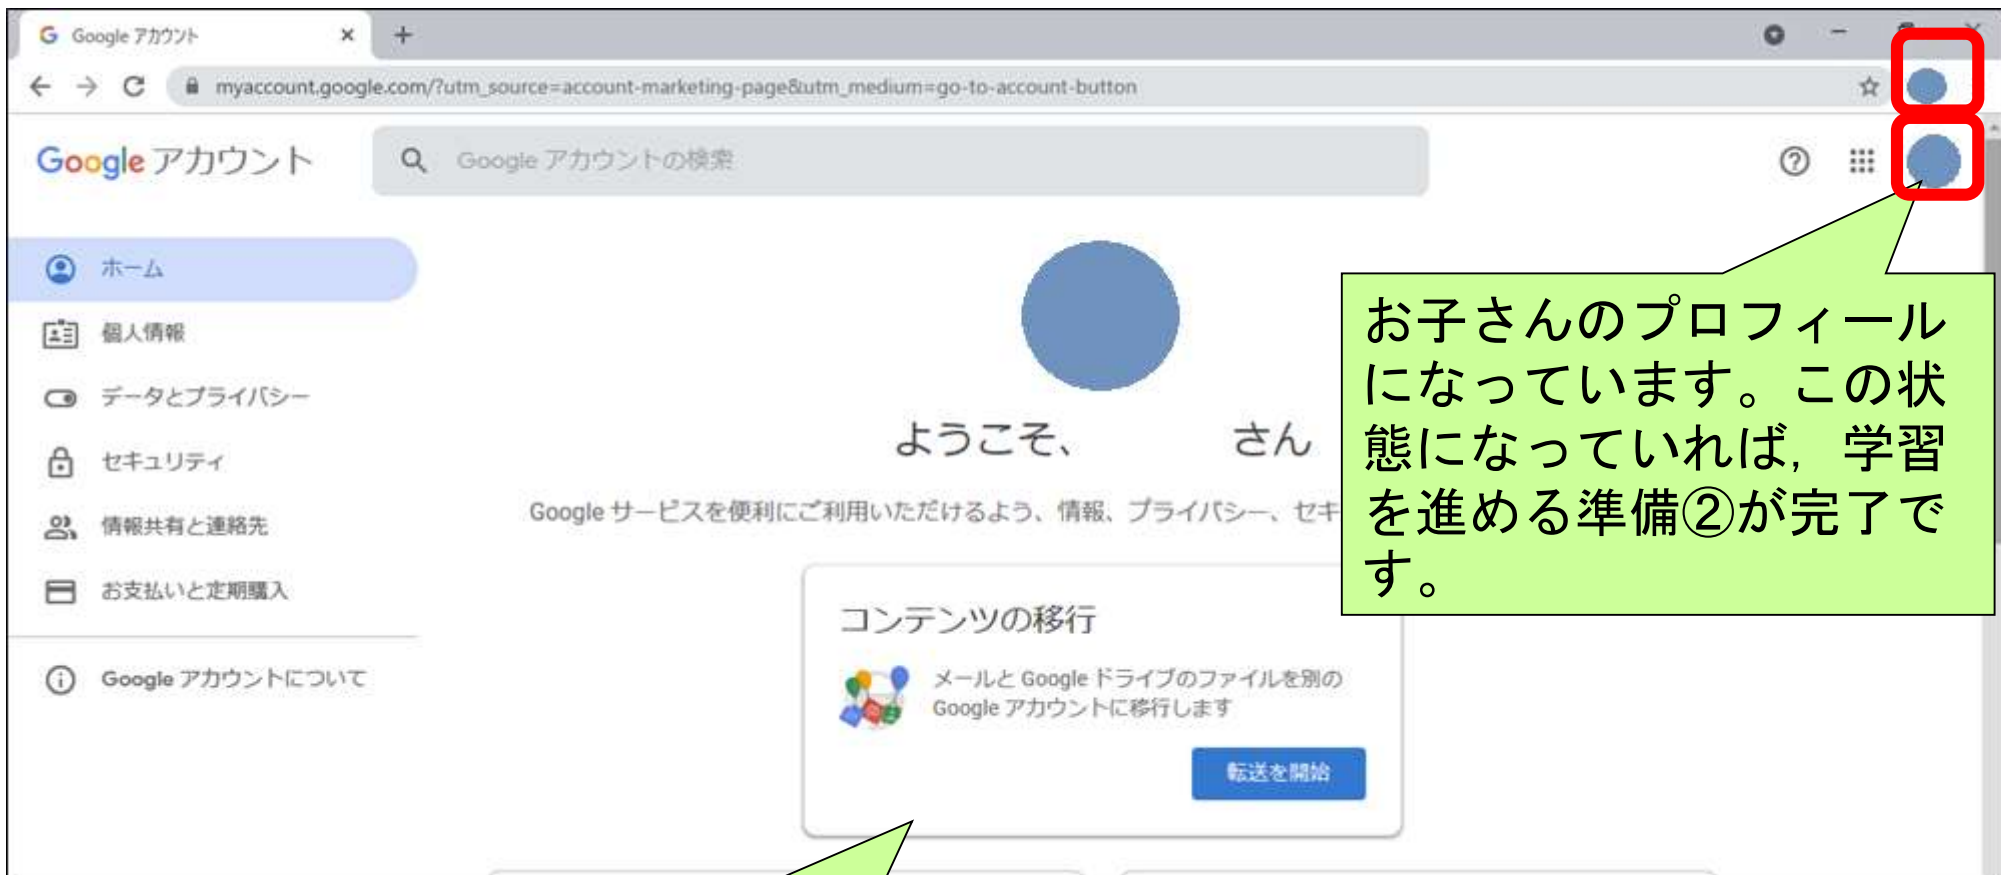 Google アカウント
myaccount.google.com/?utm_source=account-marketing-page&utm_medium=go-to-account-button
Google アカウント
Google アカウントの検索
ホーム
個人情報
データとプライバシー
セキュリティ
情報共有と連絡先
お支払いと定期購入
Google アカウントについて
ようこそ、 さん
Google サービスを便利にご利用いただけるよう、情報、プライバシー、セキ
コンテンツの移行
メールと Google ドライブのファイルを別の
Google アカウントに移行します
転送を開始
お子さんのプロフィール
になっています。この状
態になっていれば，学習
を進める準備②が完了で
す。